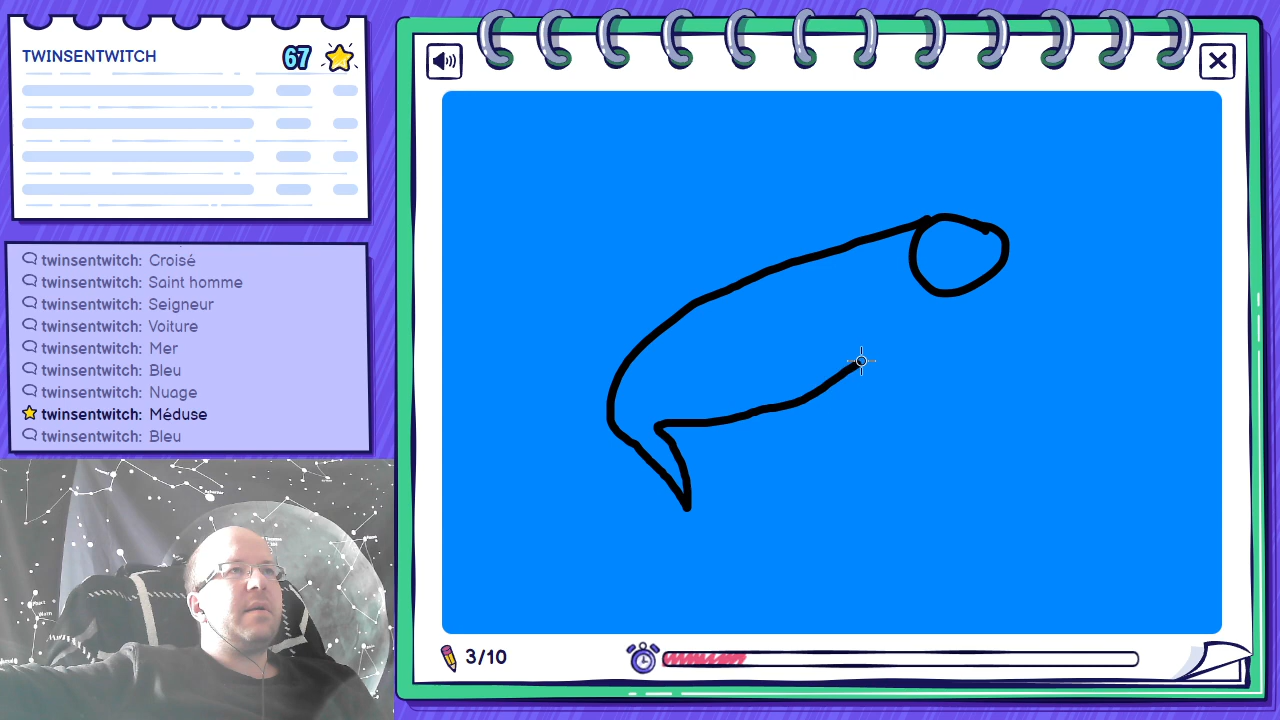 TWINSENTWITCH 67
twinsentwitch: Croisé
twinsentwitch: Saint homme
twinsentwitch: Seigneur
twinsentwitch: Voiture
twinsentwitch: Mer
twinsentwitch: Bleu
twinsentwitch: Nuage
twinsentwitch: Méduse
twinsentwitch: Bleu
3/10